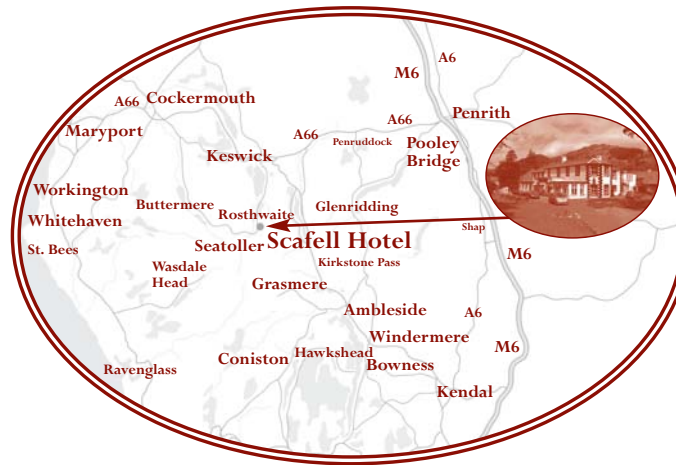 A6
M6
A66
Cockermouth
Penrith
A66
Maryport
A66
Penruddock
Pooley
Bridge
Keswick
Workington
Buttermere
Rosthwaite
Glenridding
Whitehaven
Shap
St. Bees
Seatoller
Scafell Hotel
M6
Kirkstone Pass
Wasdale
Head
Grasmere
Ambleside
A6
Windermere
M6
Hawkshead
Coniston
Bowness
Ravenglass
Kendal